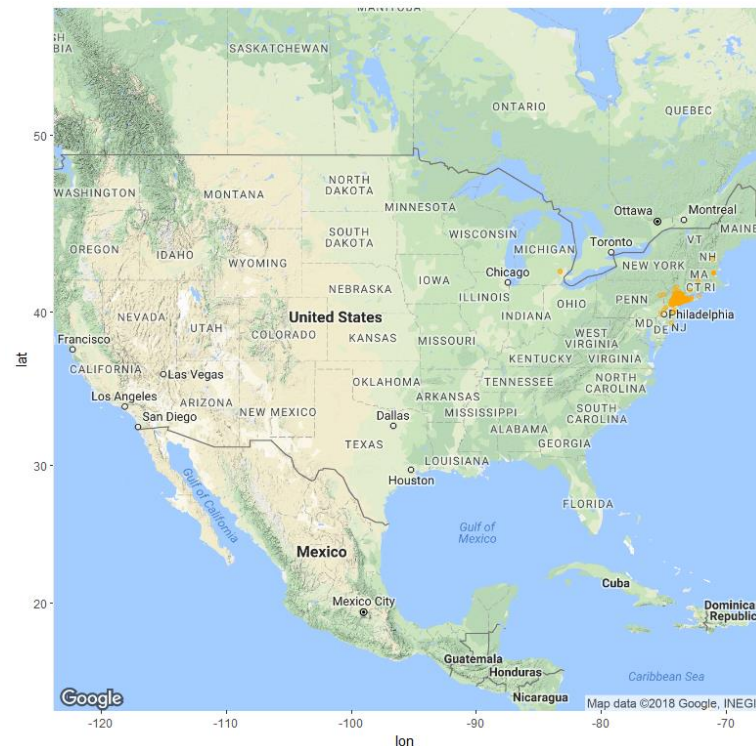 MANITOBA
SASKATCHEWAN
SH
BIA
ONTARIO
QUEBEC
50
WASHINGTON
MONTANA
NORTH
DAKOTA
MINNESOTA
Ottawa
Montreal
OREGON
IDAHO
SOUTH
DAKOTA
WISCONSIN
MICHIGAN
Toronto
VT
MAINE
NH
WYOMING
NEW YORK
MA
Chicago
IOWA
CT RI
NEBRASKA
ILLINOIS
OHIO
PENN
40
NEVADA
United States
INDIANA
Philadelphia
UTAH
COLORADO
KANSAS
MISSOURI
WEST
VIRGINIA
MD
DE NJ
Francisco
KENTUCKY
VIRGINIA
CALIFORNIA
Las Vegas
OKLAHOMA
TENNESSEE
NORTH
CAROLINA
Los Angeles
ARIZONA
NEW MEXICO
ARKANSAS
MISSISSIPPI
SOUTH
CAROLINA
San Diego
Dallas
ALABAMA
TEXAS
GEORGIA
LOUISIANA
30
Houston
FLORIDA
Gulf of California
Gulf of
Mexico
Mexico
Cuba
20
Mexico City
Dominican
Republic
Guatemala
Honduras
Caribbean Sea
Nicaragua
Google
Map data ©2018 Google, INEGI
-120
-110
-100
-90
-80
-70
lon
lat